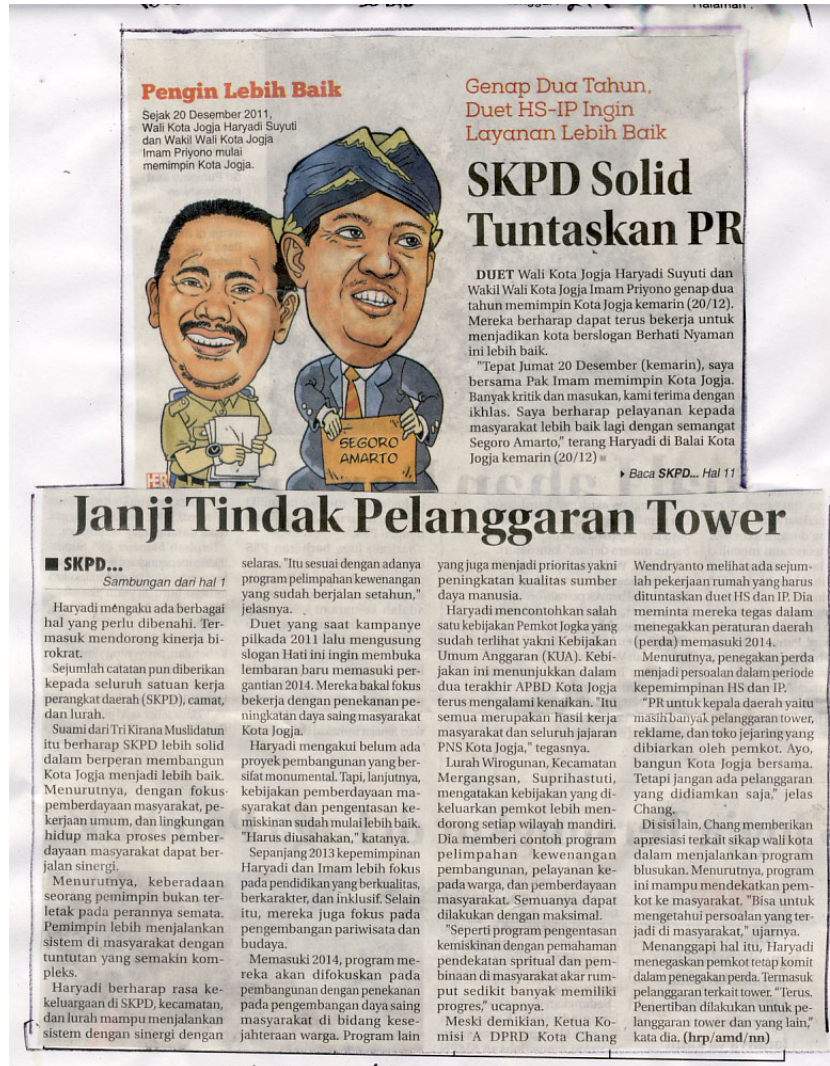 Halaman :
Pengin Lebih Baik
Sejak 20 Desember 2011,
Wali Kota Jogja Haryadi Suyuti
dan Wakil Wali Kota Jogja
Imam Priyono mulai
memimpin Kota Jogja.
SEGORO
AMARTO
HER
Genap Dua Tahun,
Duet HS-IP Ingin
Layanan Lebih Baik
SKPD Solid
Tuntaskan PR
DUET Wali Kota Jogja Haryadi Suyuti dan
Wakil Wali Kota Jogja Imam Priyono genap dua
tahun memimpin Kota Jogja kemarin (20/12).
Mereka berharap dapat terus bekerja untuk
menjadikan kota berslogan Berhati Nyaman
ini lebih baik.
"Tepat Jumat 20 Desember (kemarin), saya
bersama Pak Imam memimpin Kota Jogja.
Banyak kritik dan masukan, kami terima dengan
ikhlas. Saya berharap pelayanan kepada
masyarakat lebih baik lagi dengan semangat
Segoro Amarto," terang Haryadi di Balai Kota
Jogja kemarin (20/12)
Baca SKPD... Hal 11
Janji Tindak Pelanggaran Tower
SKPD...
Sambungan dari hal 1
Haryadi mengaku ada berbagai
hal yang perlu dibenahi. Ter-
masuk mendorong kinerja bi-
rokrat.
Sejumlah catatan pun diberikan
kepada seluruh satuan kerja
perangkat daerah (SKPD), camat,
dan lurah.
Suami dari Tri Kirana Muslidatun
itu berharap SKPD lebih solid
dalam berperan membangun
Kota Jogja menjadi lebih baik.
Menurutnya, dengan fokus
pemberdayaan masyarakat, pe-
kerjaan umum, dan lingkungan
hidup maka proses pember-
dayaan masyarakat dapat ber-
jalan sinergi.
Menurutnya, keberadaan
seorang pemimpin bukan ter-
letak pada perannya semata.
Pemimpin lebih menjalankan
sistem di masyarakat dengan
tuntutan yang semakin kom-
pleks.
Haryadi berharap rasa ke-
keluargaan di SKPD, kecamatan,
dan lurah mampu menjalankan
sistem dengan sinergi dengan
selaras. "Itu sesuai dengan adanya
program pelimpahan kewenangan
yang sudah berjalan setahun,"
jelasnya.
Duet yang saat kampanye
pilkada 2011 lalu mengusung
slogan Hati ini ingin membuka
lembaran baru memasuki per-
gantian 2014. Mereka bakal fokus
bekerja dengan penekanan pe-
ningkatan daya saing masyarakat
Kota Jogja.
Haryadi mengakui belum ada
proyek pembangunan yang ber-
sifat monumental. Tapi, lanjutnya,
kebijakan pemberdayaan ma-
syarakat dan pengentasan ke-
miskinan sudah mulai lebih baik.
"Harus diusahakan," katanya.
Sepanjang 2013 kepemimpinan
Haryadi dan Imam lebih fokus
pada pendidikan yang berkualitas,
berkarakter, dan inklusif. Selain
itu, mereka juga fokus pada
pengembangan pariwisata dan
budaya.
Memasuki 2014, program me-
reka akan difokuskan pada
pembangunan dengan penekanan
pada pengembangan daya saing
masyarakat di bidang kese-
jahteraan warga. Program lain
yang juga menjadi prioritas yakni
peningkatan kualitas sumber
daya manusia.
Haryadi mencontohkan salah
satu kebijakan Pemkot Jogka yang
sudah terlihat yakni Kebijakan
Umum Anggaran (KUA). Kebi-
jakan ini menunjukkan dalam
dua terakhir APBD Kota Jogja
terus mengalami kenaikan. "Itu
semua merupakan hasil kerja
masyarakat dan seluruh jajaran
PNS Kota Jogja," tegasnya.
Lurah Wirogunan, Kecamatan
Mergangsan, Suprihastuti,
mengatakan kebijakan yang di-
keluarkan pemkot lebih men-
dorong setiap wilayah mandiri.
Dia memberi contoh program
pelimpahan kewenangan
pembangunan, pelayanan ke-
pada warga, dan pemberdayaan
masyarakat. Semuanya dapat
dilakukan dengan maksimal.
"Seperti program pengentasan
kemiskinan dengan pemahaman
pendekatan spritual dan pem-
binaan di masyarakat akar rum-
put sedikit banyak memiliki
progres," ucapnya.
Meski demikian, Ketua Ko-
misi A DPRD Kota Chang
Wendryanto melihat ada sejum-
lah pekerjaan rumah yang harus
dituntaskan duet HS dan IP. Dia
meminta mereka tegas dalam
menegakkan peraturan daerah
(perda) memasuki 2014.
Menurutnya, penegakan perda
menjadi persoalan dalam periode
kepemimpinan HS dan IP.
"PR untuk kepala daerah yaitu
masih banyak pelanggaran tower,
reklame, dan toko jejaring yang
dibiarkan oleh pemkot. Ayo,
bangun Kota Jogja bersama.
Tetapi jangan ada pelanggaran
yang didiamkan saja," jelas
Chang.
Di sisi lain, Chang memberikan
apresiasi terkait sikap wali kota
dalam menjalankan program
blusukan. Menurutnya, program
ini mampu mendekatkan pem-
kot ke masyarakat. "Bisa untuk
mengetahui persoalan yang ter-
jadi di masyarakat," ujarnya.
Menanggapi hal itu, Haryadi
menegaskan pemkot tetap komit
dalam penegakan perda. Termasuk
pelanggaran terkait tower. "Terus.
Penertiban dilakukan untuk pe-
langgaran tower dan yang lain,"
kata dia. (hrp/amd/nn)